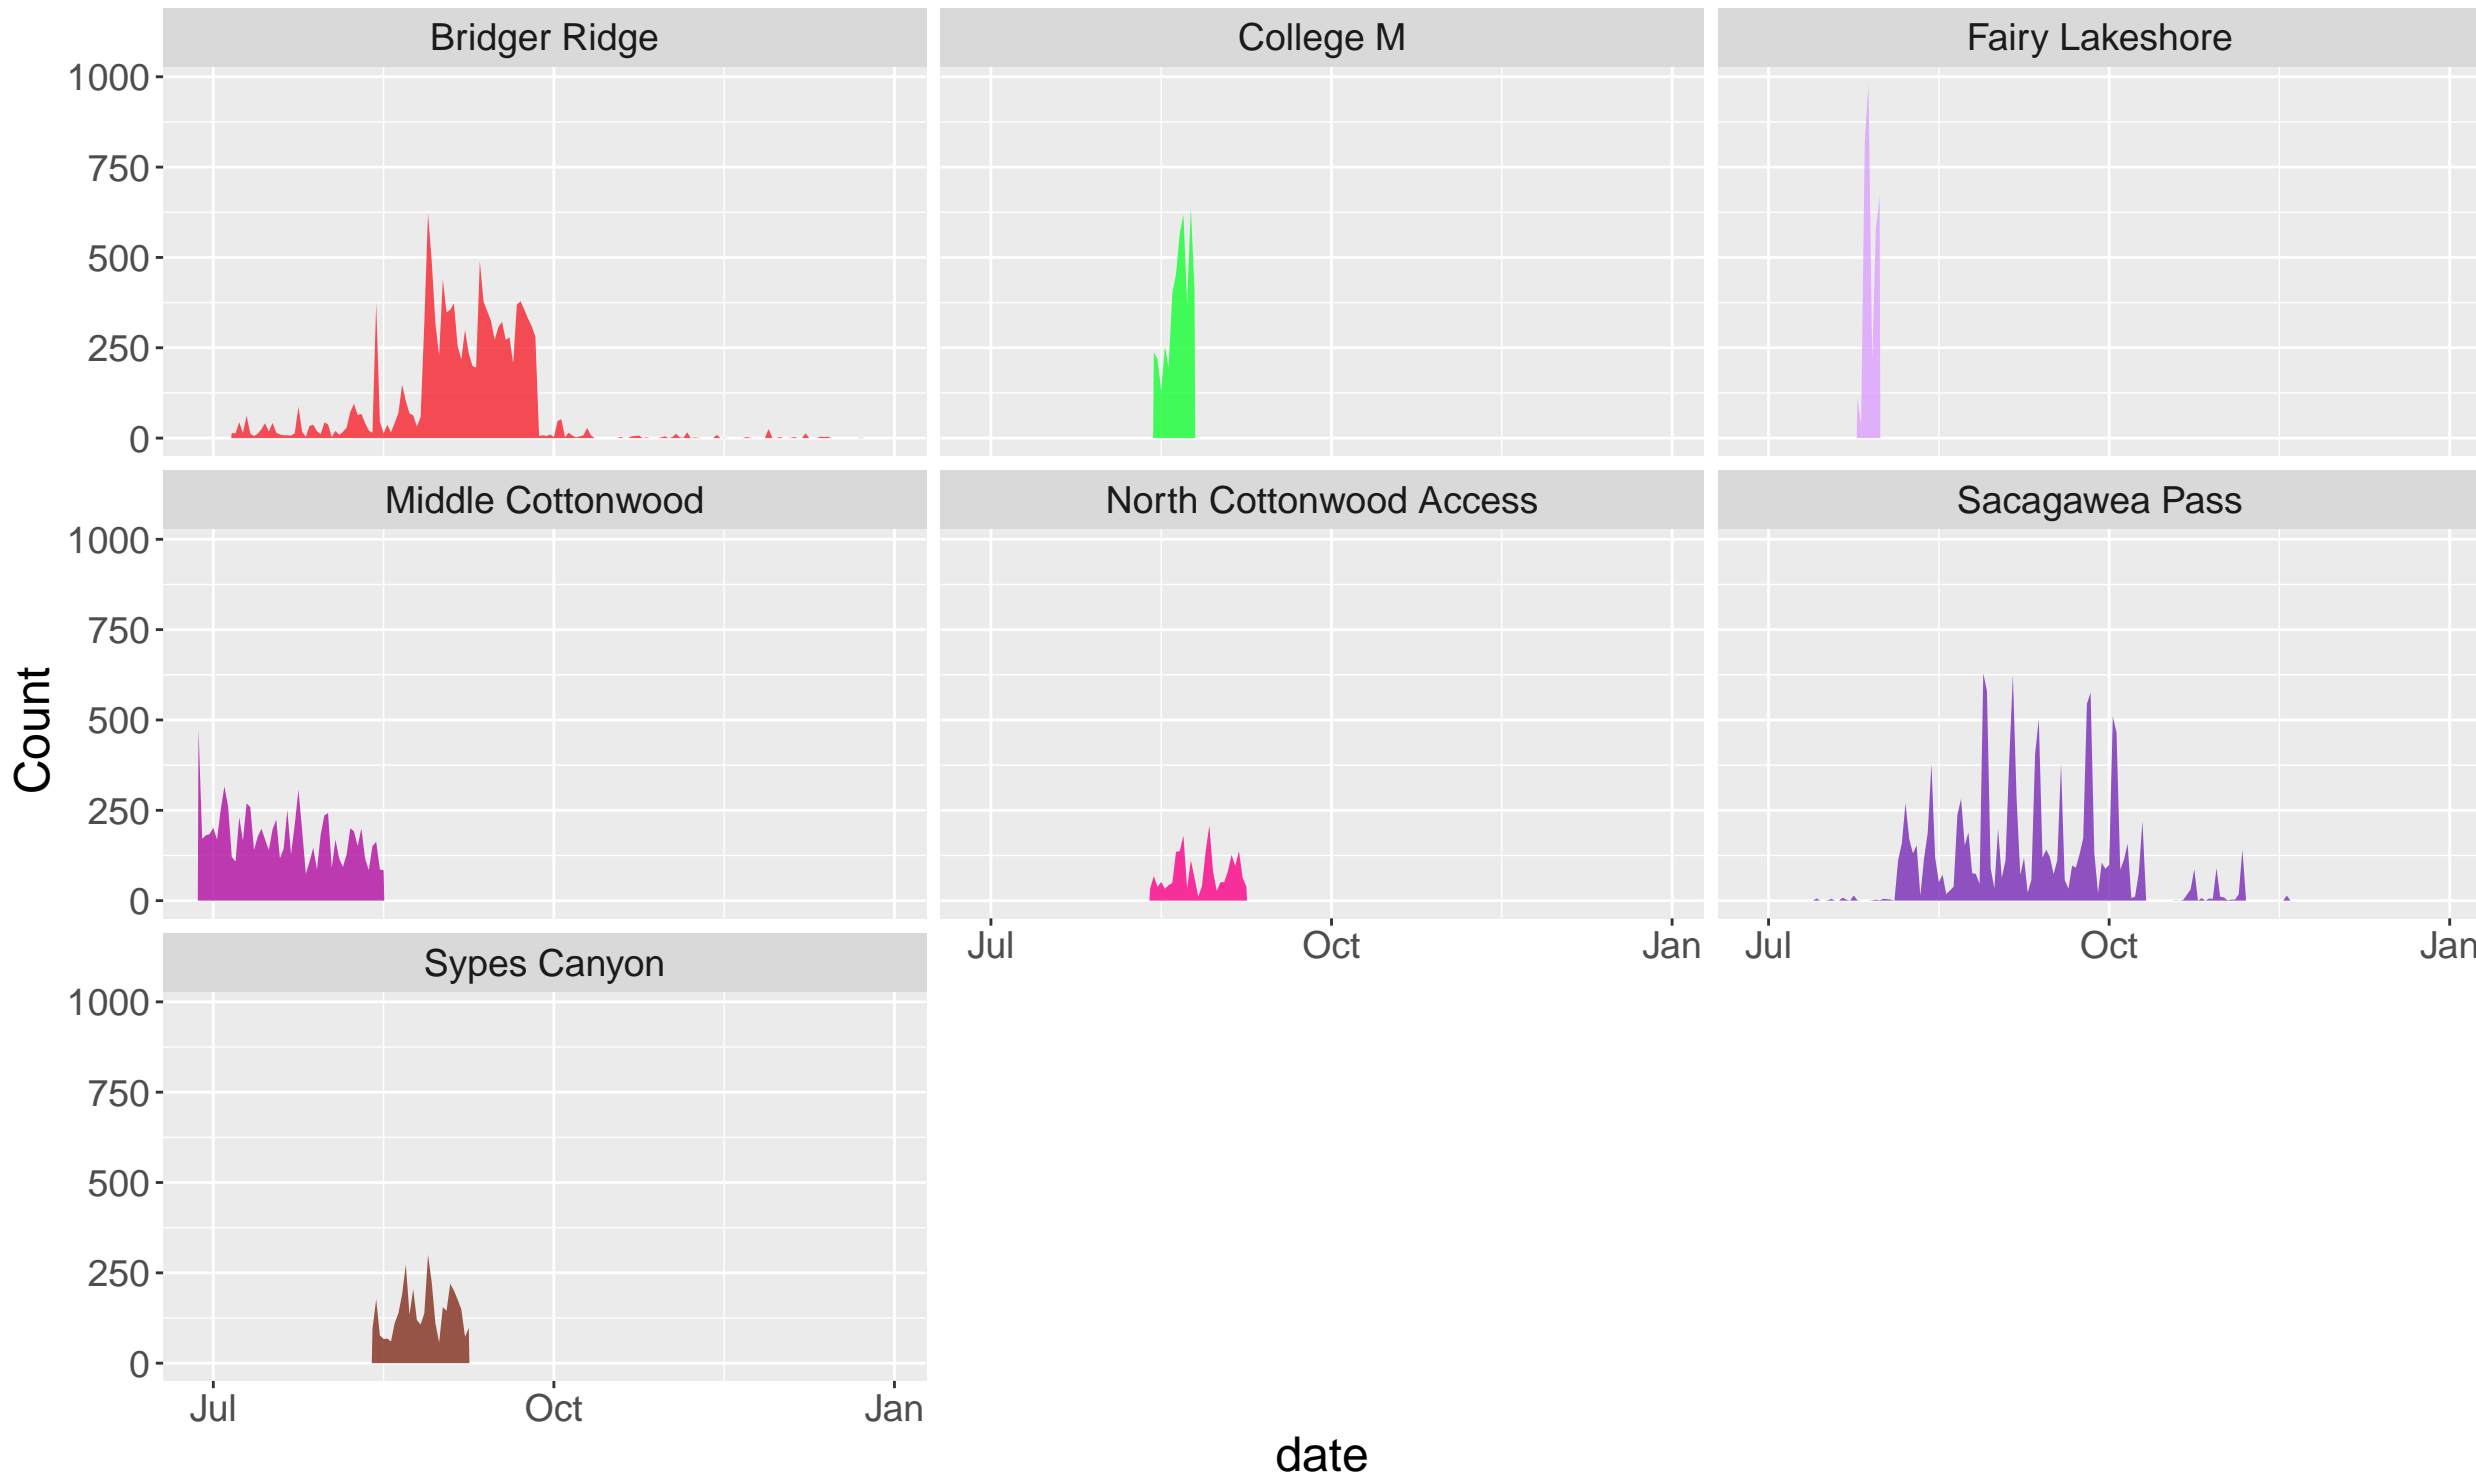 Bridger Ridge College M Fairy Lakeshore
1000
750
500
250
0
Middle Cottonwood North Cottonwood Access Sacagawea Pass
1000
750
500
250
0
Count
Jul Oct Jan Jul Oct Jan
Sypes Canyon
1000
750
500
250
0
Jul Oct Jan
date